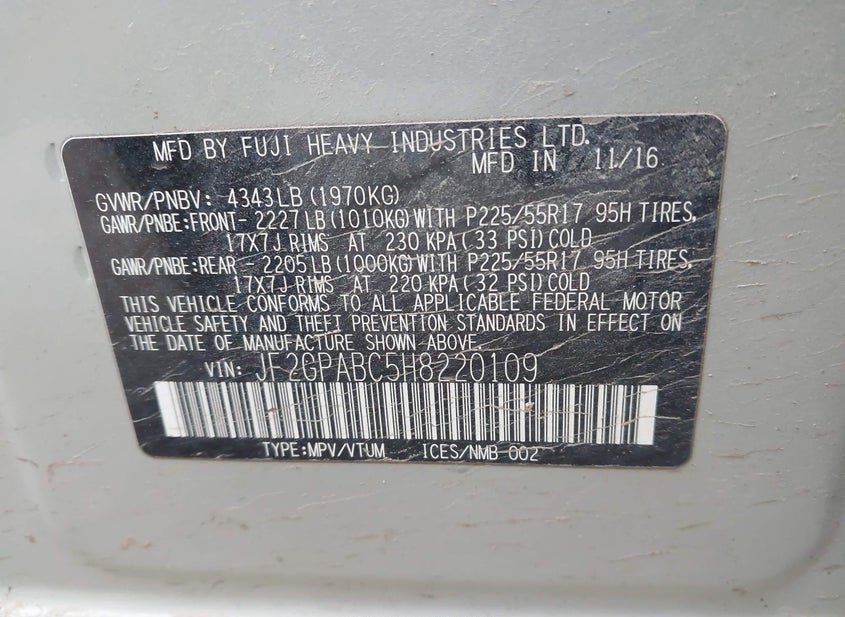 MFD BY FUJI HEAVY INDUSTRIES LTD.
MFD IN 11/16
GVWR/PNBV: 4343LB(1970KG)
GAWR/PNBE:FRONT- 2227LB(1010KG)WITH P225/55R17 95H TIRES,
17X7J RIMS AT 230 KPA(33 PSI)COLD
GAWR/PNBE:REAR - 2205LB(1000KG)WITH P225/55R17 95H TIRES,
17X7J RIMS AT 220 KPA(32 PSI)COLD
THIS VEHICLE CONFORMS TO ALL APPLICABLE FEDERAL MOTOR
VEHICLE SAFETY AND THEFT PREVENTION STANDARDS IN EFFECT ON
THE DATE OF MANUFACTURE SHOWN ABOVE.
VIN: JF2GPABC5H8220109
TYPE:MPV/VTUM ICES/NMB-002